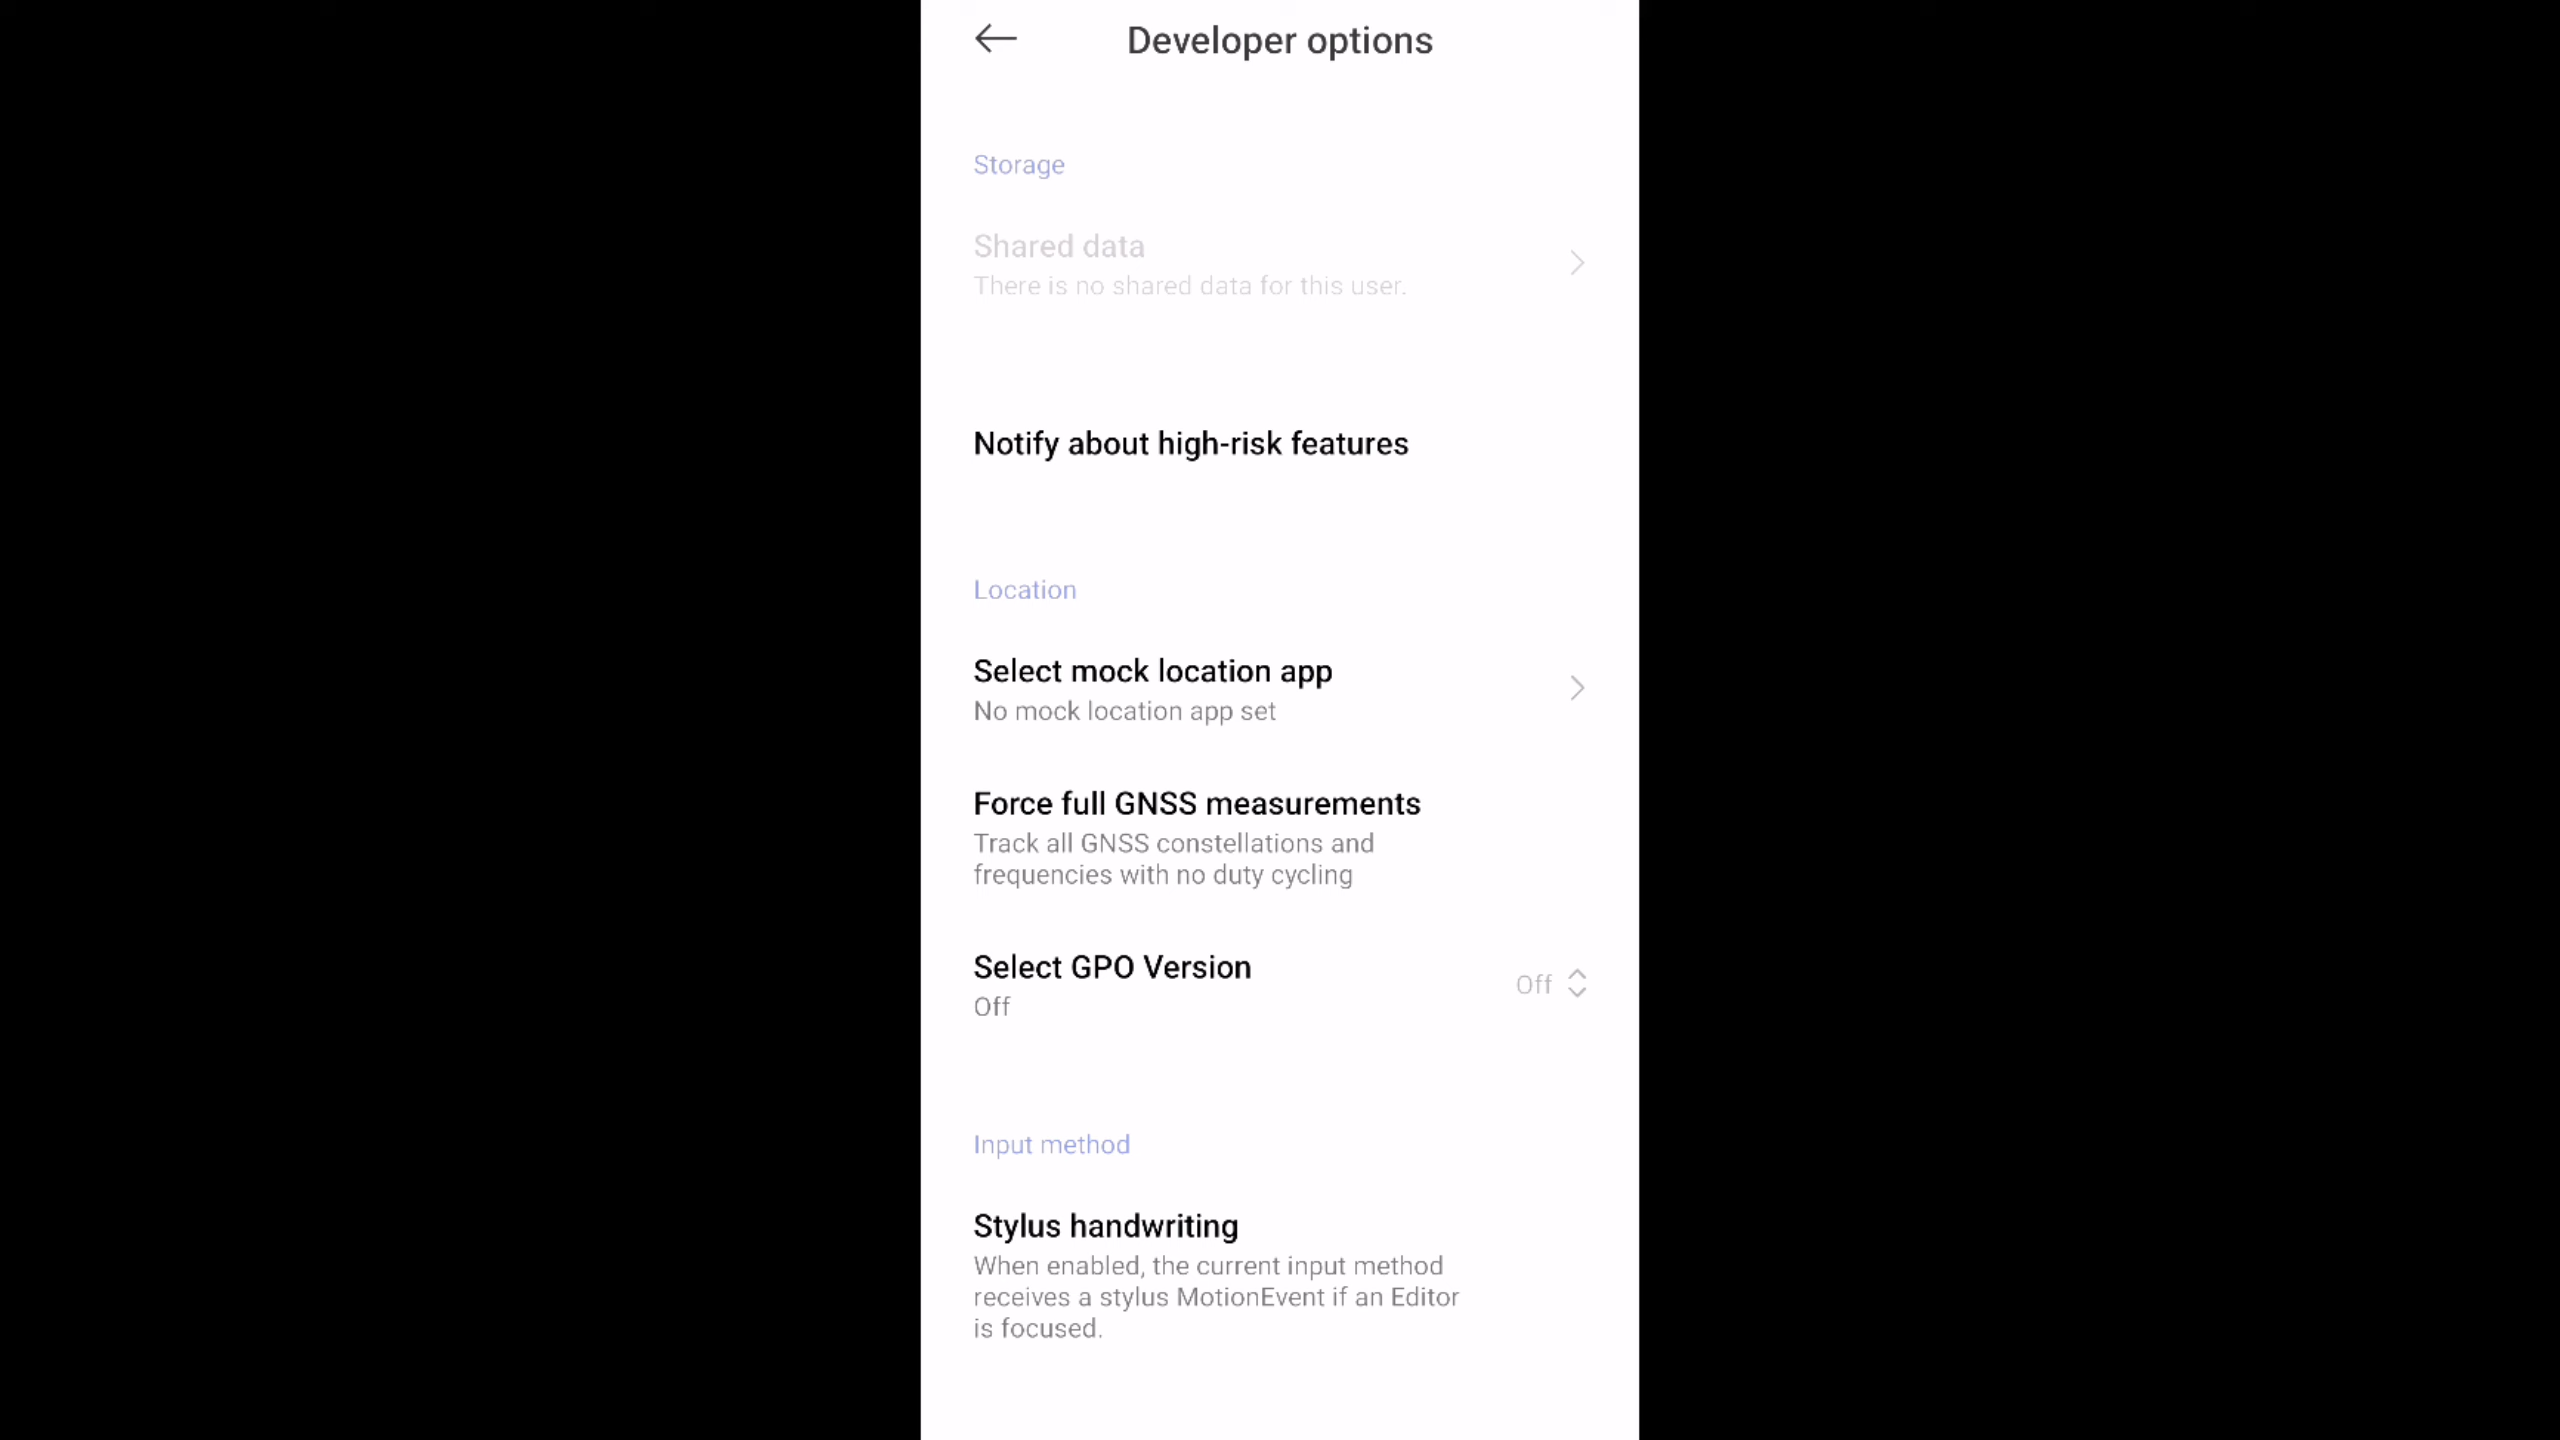 Developer options
Storage
Shared data
There is no shared data for this user.
Notify about high-risk features
Location
Select mock location app
No mock location app set
Force full GNSS measurements
Track all GNSS constellations and
frequencies with no duty cycling
Select GPO Version
Off
Off
Input method
Stylus handwriting
When enabled, the current input method
receives a stylus MotionEvent if an Editor
is focused.